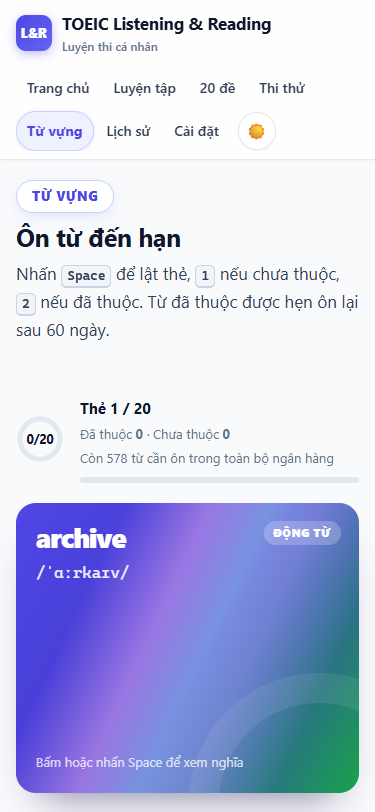 L&R
TOEIC Listening & Reading
Luyện thi cá nhân
Trang chủ Luyện tập 20 đề Thi thử
Từ vựng Lịch sử Cài đặt
TỪ VỰNG
Ôn từ đến hạn
Nhấn Space để lật thẻ, 1 nếu chưa thuộc,
2 nếu đã thuộc. Từ đã thuộc được hẹn ôn lại
sau 60 ngày.
Thẻ 1 / 20
0/20
Đã thuộc 0 · Chưa thuộc 0
Còn 578 từ cần ôn trong toàn bộ ngân hàng
archive
ĐỘNG TỪ
/ˈɑːrkaɪv/
Bấm hoặc nhấn Space để xem nghĩa